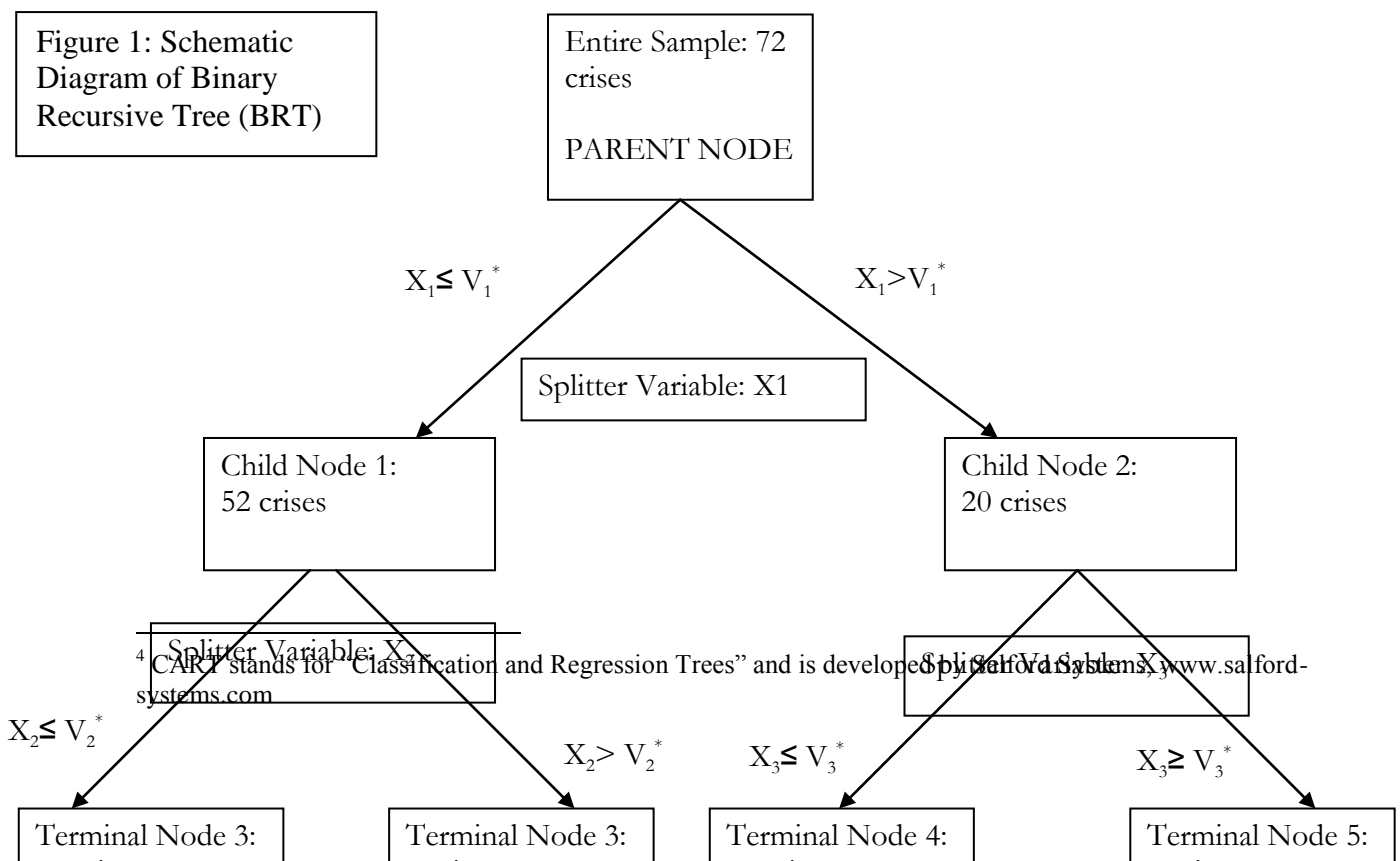 Figure 1: Schematic
Diagram of Binary
Recursive Tree (BRT)
Entire Sample: 72
crises
PARENT NODE
X₁≤ V₁*
X₁>V₁*
Splitter Variable: X1
Child Node 1:
52 crises
Child Node 2:
20 crises
Splitter Variable: X₂
Splitter Variable: X₃
⁴ CART stands for “Classification and Regression Trees” and is developed by Salford Systems, www.salford-
systems.com
X₂≤ V₂*
X₂> V₂*
X₃≤ V₃*
X₃≥ V₃*
Terminal Node 3:
Terminal Node 3:
Terminal Node 4:
Terminal Node 5: